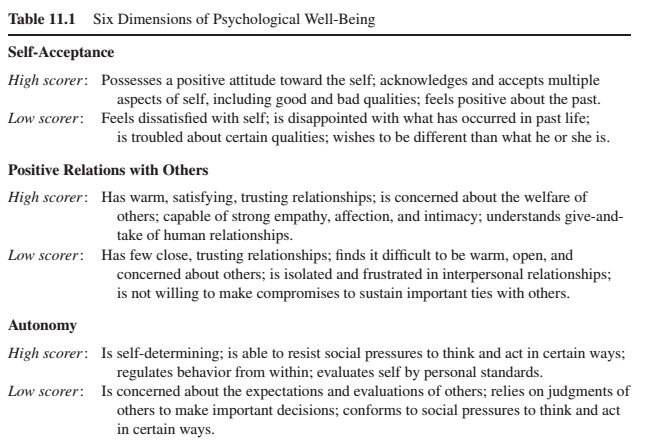 Table 11.1 Six Dimensions of Psychological Well-Being
Self-Acceptance
High scorer: Possesses a positive attitude toward the self; acknowledges and accepts multiple
aspects of self, including good and bad qualities; feels positive about the past.
Low scorer: Feels dissatisfied with self; is disappointed with what has occurred in past life;
is troubled about certain qualities; wishes to be different than what he or she is.
Positive Relations with Others
High scorer: Has warm, satisfying, trusting relationships; is concerned about the welfare of
others; capable of strong empathy, affection, and intimacy; understands give-and-
take of human relationships.
Low scorer: Has few close, trusting relationships; finds it difficult to be warm, open, and
concerned about others; is isolated and frustrated in interpersonal relationships;
is not willing to make compromises to sustain important ties with others.
Autonomy
High scorer: Is self-determining; is able to resist social pressures to think and act in certain ways;
regulates behavior from within; evaluates self by personal standards.
Low scorer: Is concerned about the expectations and evaluations of others; relies on judgments of
others to make important decisions; conforms to social pressures to think and act
in certain ways.